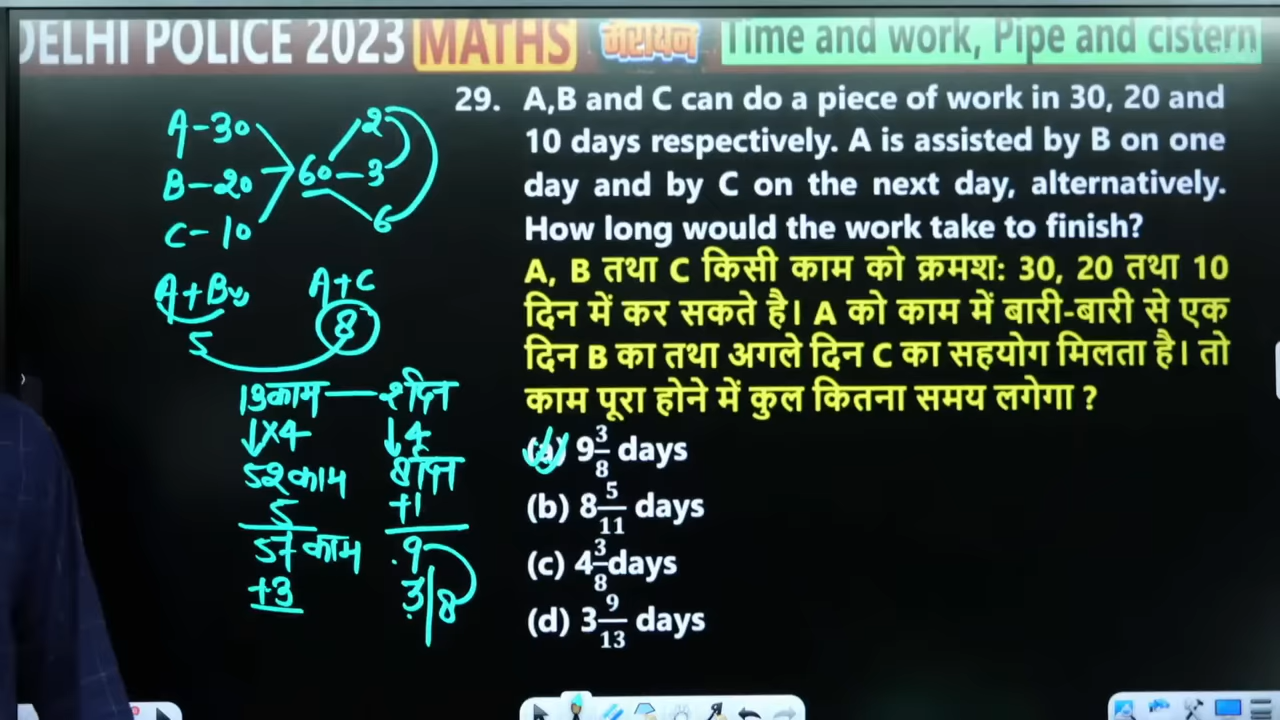 DELHI POLICE 2023 MATHS मैराथन Time and work, Pipe and cistern
29. A,B and C can do a piece of work in 30, 20 and
10 days respectively. A is assisted by B on one
day and by C on the next day, alternatively.
How long would the work take to finish?
A, B तथा C किसी काम को क्रमश: 30, 20 तथा 10
दिन में कर सकते है। A को काम में बारी-बारी से एक
दिन B का तथा अगले दिन C का सहयोग मिलता है। तो
काम पूरा होने में कुल कितना समय लगेगा ?
(a) 9 3/8 days
(b) 8 5/11 days
(c) 4 3/8 days
(d) 3 9/13 days
A-30
B-20
C-10
60
2
3
6
A+B
A+C
5
8
13काम — २दिन
↓×4 ↓4
5२काम 8दिन
5 +1
57काम 9
+3 3/8